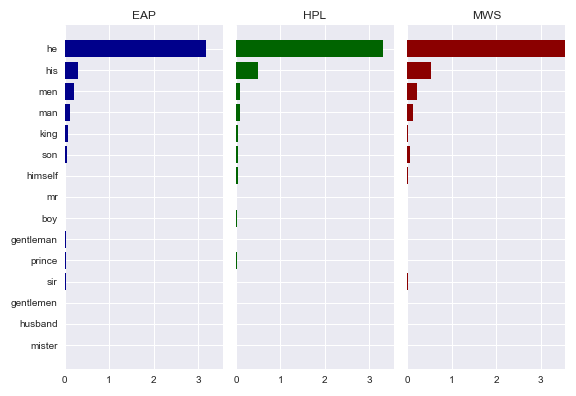 EAP HPL MWS
he
his
men
man
king
son
himself
mr
boy
gentleman
prince
sir
gentlemen
husband
mister
0 1 2 3 0 1 2 3 0 1 2 3